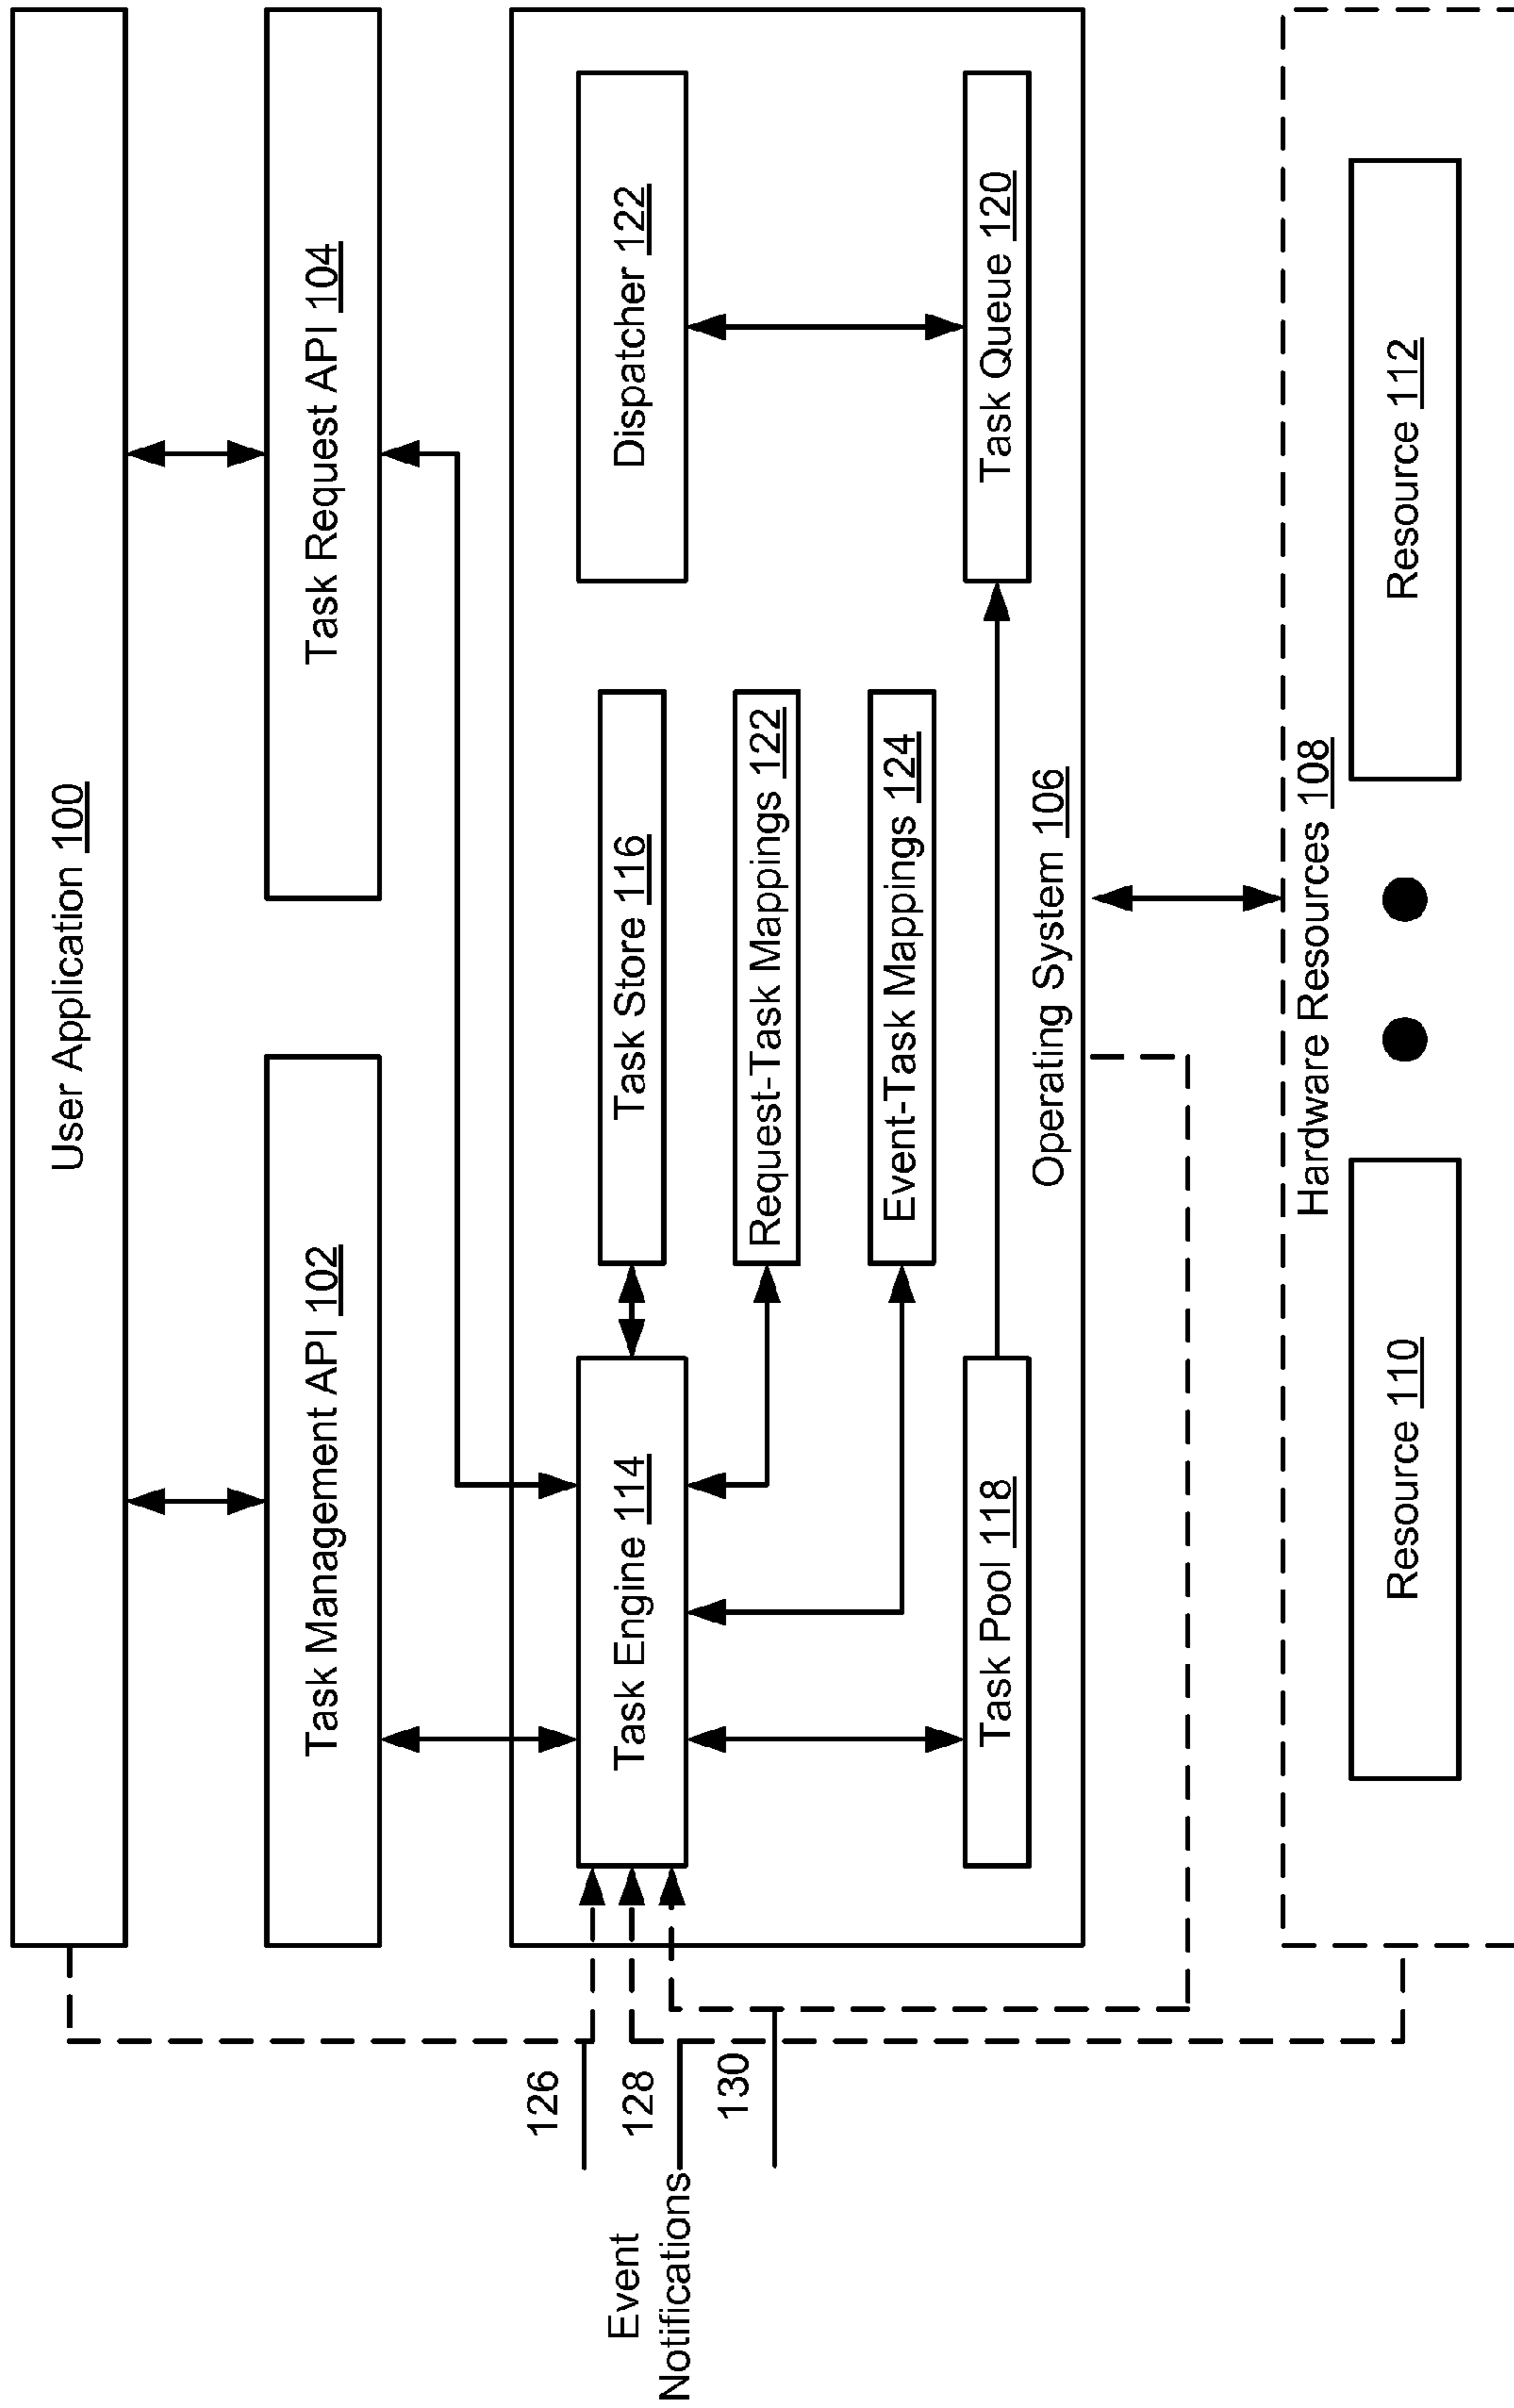 User Application 100
Task Management API 102
Task Request API 104
Task Engine 114
Task Store 116
Dispatcher 122
Request-Task Mappings 122
Event-Task Mappings 124
Task Pool 118
Task Queue 120
Operating System 106
126
128
130
Event
Notifications
Hardware Resources 108
Resource 110
Resource 112